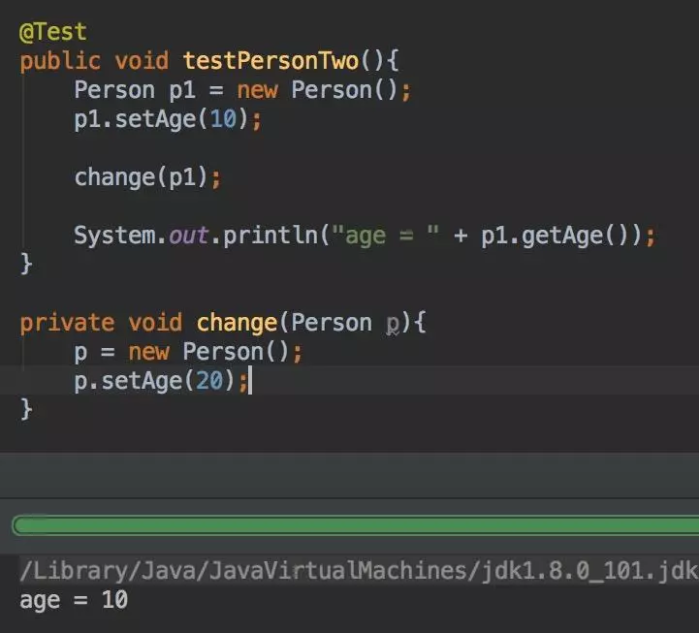 @Test
public void testPersonTwo(){
    Person p1 = new Person();
    p1.setAge(10);
    change(p1);
    System.out.println("age = " + p1.getAge());
}
private void change(Person p){
    p = new Person();
    p.setAge(20);
}
/Library/Java/JavaVirtualMachines/jdk1.8.0_101.jdk
age = 10